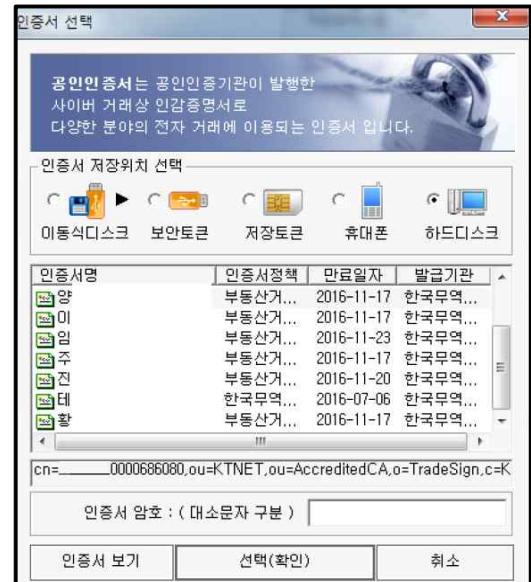 인증서 선택
x
공인인증서는 공인인증기관이 발행한
사이버 거래상 인감증명서로
다양한 분야의 전자 거래에 이용되는 인증서 입니다.
인증서 저장위치 선택
이동식디스크 보안토큰 저장토큰 휴대폰 하드디스크
인증서명 인증서정책 만료일자 발급기관
양 부동산거... 2016-11-17 한국무역...
이 부동산거... 2016-11-17 한국무역...
임 부동산거... 2016-11-23 한국무역...
주 부동산거... 2016-11-17 한국무역...
진 부동산거... 2016-11-20 한국무역...
테 한국무역... 2016-07-06 한국무역...
황 부동산거... 2016-11-17 한국무역...
cn=______0000686080,ou=KTNET,ou=AccreditedCA,o=TradeSign,c=K
인증서 암호 : ( 대소문자 구분 )
인증서 보기 선택(확인) 취소